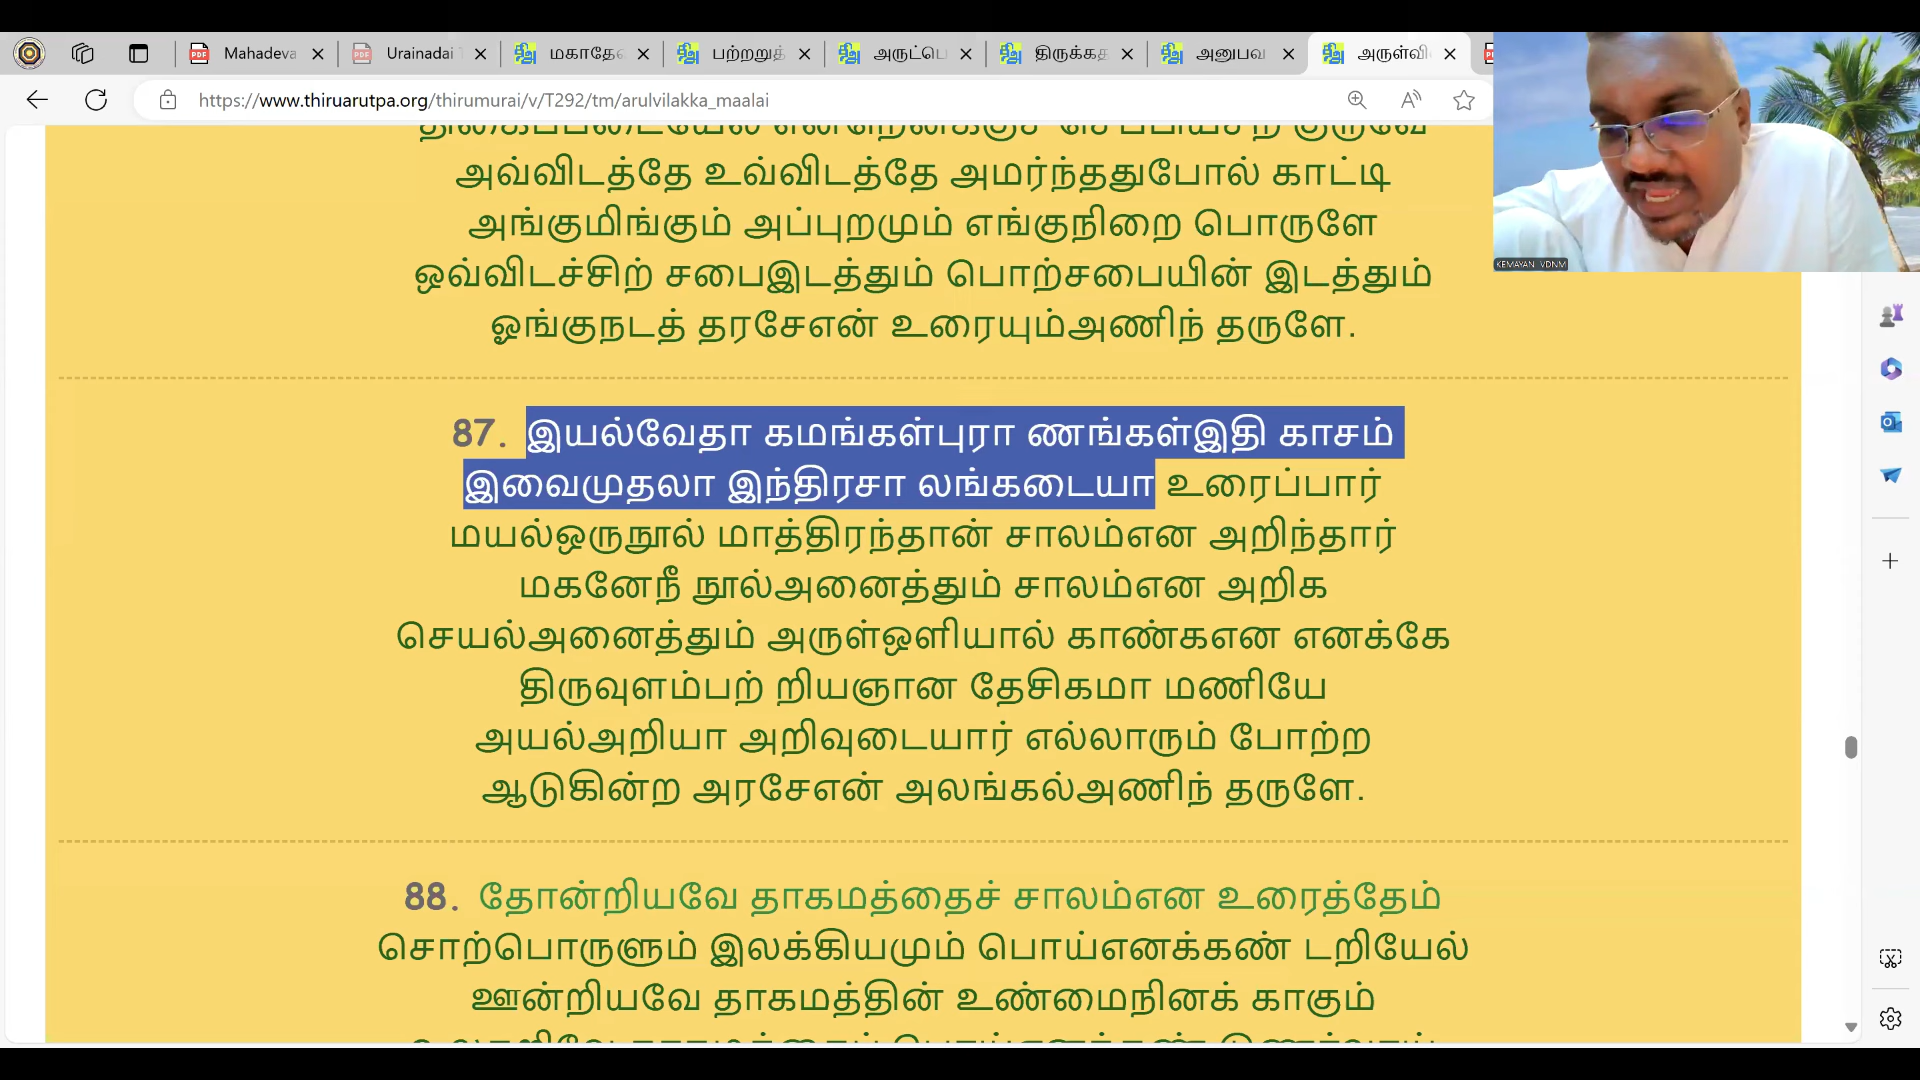 Mahadeva
Urainadai
மகாதே
பற்றறுத்
அருட்பெ
திருக்கத
அனுபவ
அருள்வி
https://www.thiruarutpa.org/thirumurai/v/T292/tm/arulvilakka_maalai
KEMAYAN VDNM
அவ்விடத்தே உவ்விடத்தே அமர்ந்ததுபோல் காட்டி
அங்குமிங்கும் அப்புறமும் எங்குநிறை பொருளே
ஒவ்விடச்சிற் சபைஇடத்தும் பொற்சபையின் இடத்தும்
ஓங்குநடத் தரசேஎன் உரையும்அணிந் தருளே.
87. இயல்வேதா கமங்கள்புரா ணங்கள்இதி காசம்
இவைமுதலா இந்திரசா லங்கடையா உரைப்பார்
மயல்ஒருநூல் மாத்திரந்தான் சாலம்என அறிந்தார்
மகனேநீ நூல்அனைத்தும் சாலம்என அறிக
செயல்அனைத்தும் அருள்ஒளியால் காண்கஎன எனக்கே
திருவுளம்பற் றியஞான தேசிகமா மணியே
அயல்அறியா அறிவுடையார் எல்லாரும் போற்ற
ஆடுகின்ற அரசேஎன் அலங்கல்அணிந் தருளே.
88. தோன்றியவே தாகமத்தைச் சாலம்என உரைத்தேம்
சொற்பொருளும் இலக்கியமும் பொய்எனக்கண் டறியேல்
ஊன்றியவே தாகமத்தின் உண்மைநினக் காகும்